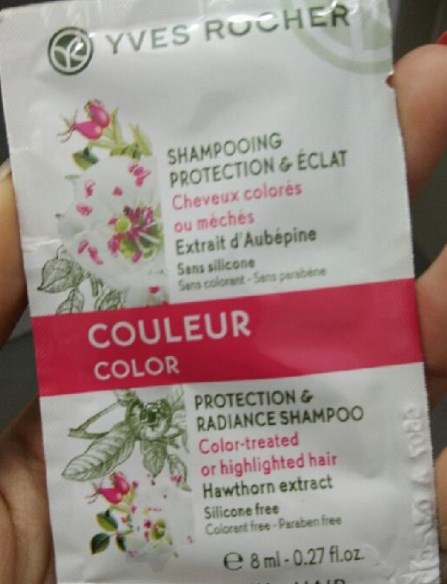 YVES ROCHER
SHAMPOOING
PROTECTION & ÉCLAT
Cheveux colorés
ou méchés
Extrait d'Aubépine
Sans silicone
Sans colorant - Sans parabène
COULEUR
COLOR
PROTECTION &
RADIANCE SHAMPOO
Color-treated
or highlighted hair
Hawthorn extract
Silicone free
Colorant free - Paraben free
℮ 8 ml - 0.27 fl.oz.